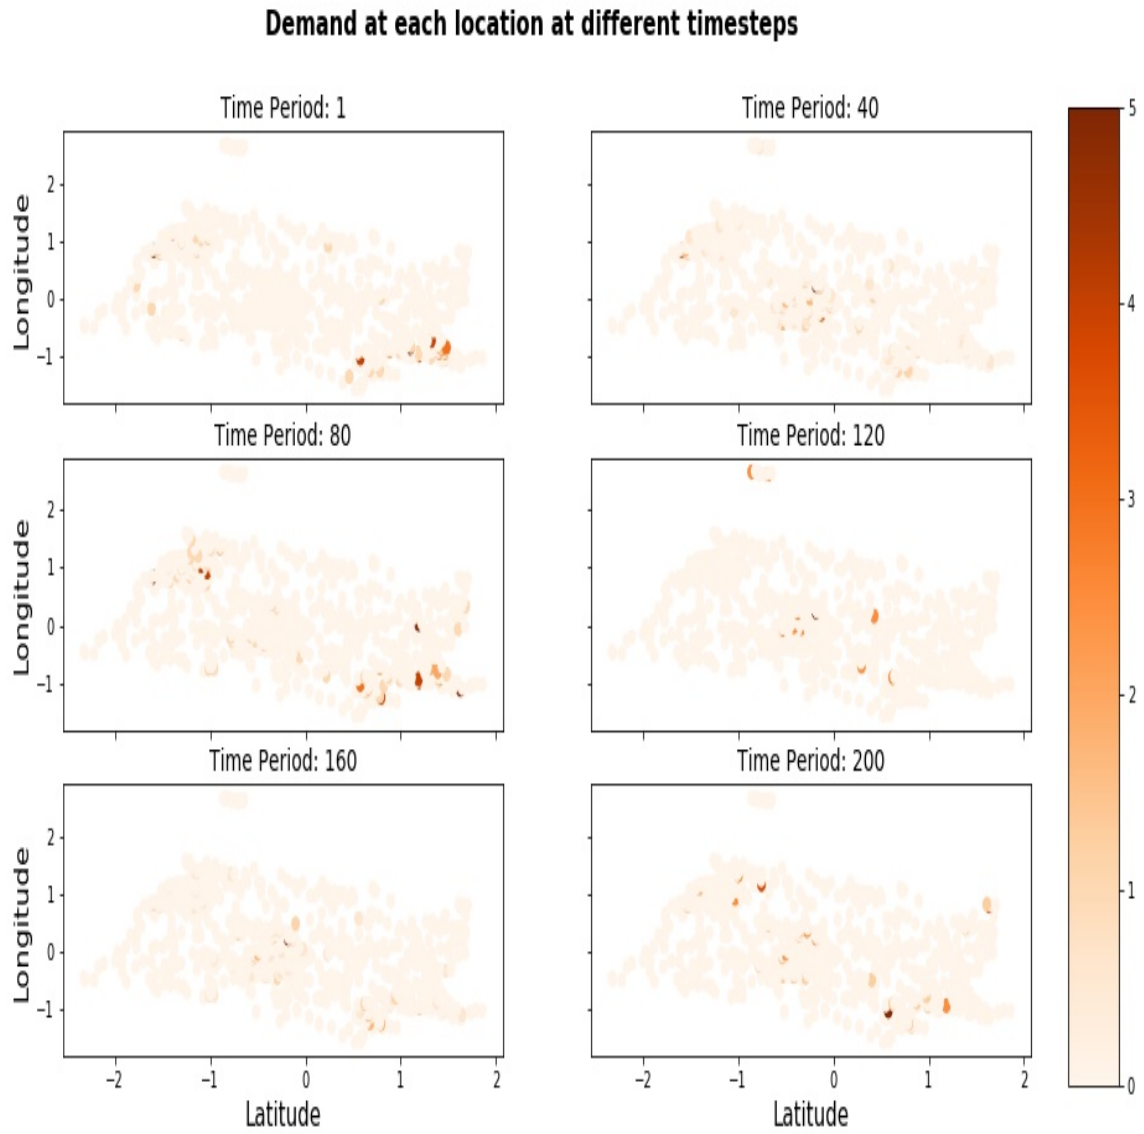 Demand at each location at different timesteps
Time Period: 1
Time Period: 40
5
4
3
2
1
0
Longitude
2
1
0
−1
Time Period: 80
Time Period: 120
Longitude
2
1
0
−1
Time Period: 160
Time Period: 200
Longitude
2
1
0
−1
−2 −1 0 1 2
−2 −1 0 1 2
Latitude
Latitude